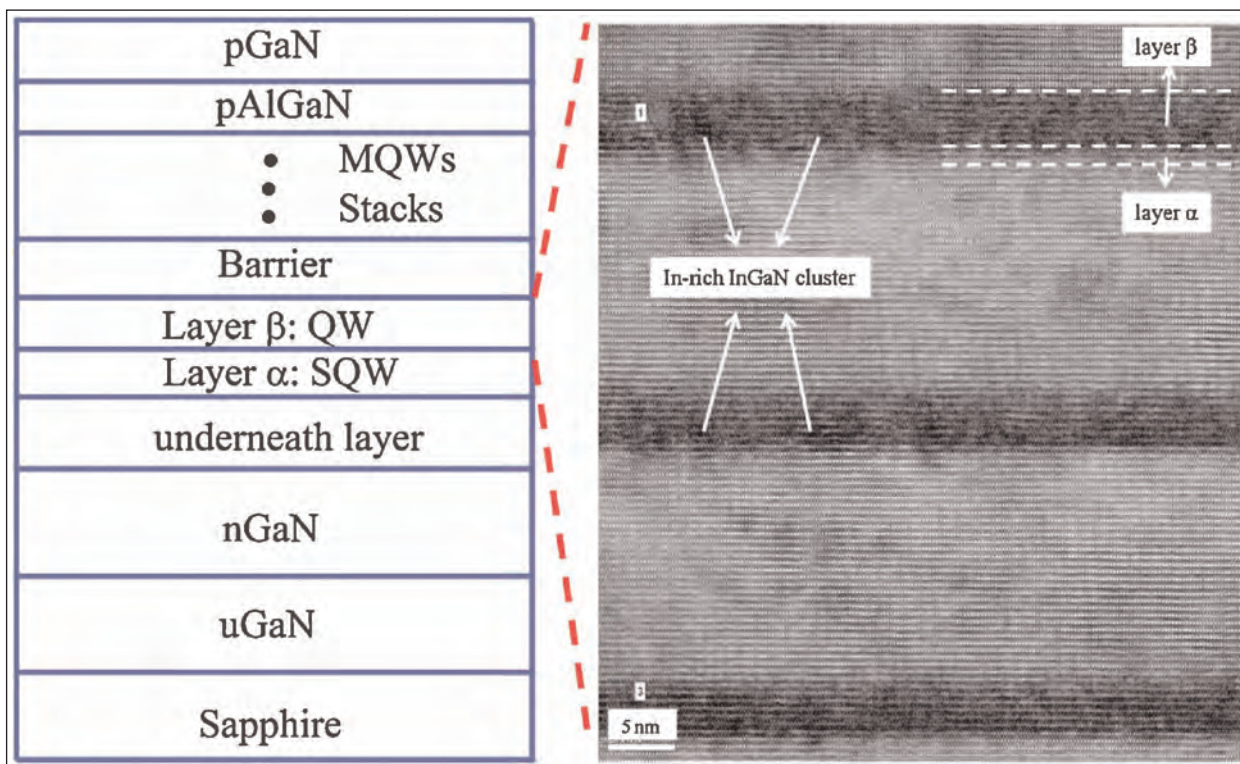 pGaN
pAlGaN
MQWs
Stacks
Barrier
Layer β: QW
Layer α: SQW
underneath layer
nGaN
uGaN
Sapphire
layer β
1
layer α
In-rich InGaN cluster
3
5 nm